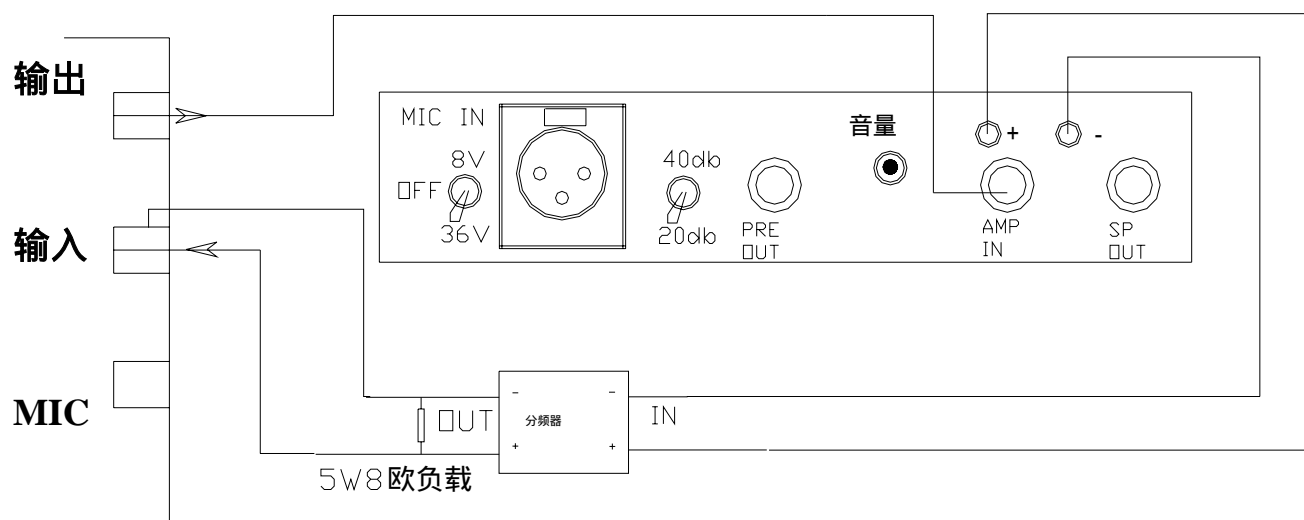 输出
输入
MIC
MIC IN
8V
OFF
36V
40db
20db
PRE
OUT
音量
+
-
AMP
IN
SP
OUT
-
-
OUT
分频器
IN
+
+
5W8欧负载